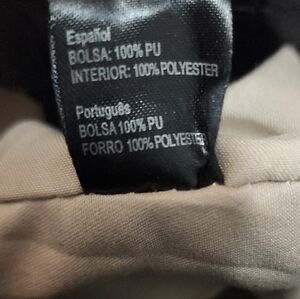 Español
BOLSA: 100% PU
INTERIOR: 100% POLYESTER
Português
BOLSA 100% PU
FORRO 100% POLYESTER